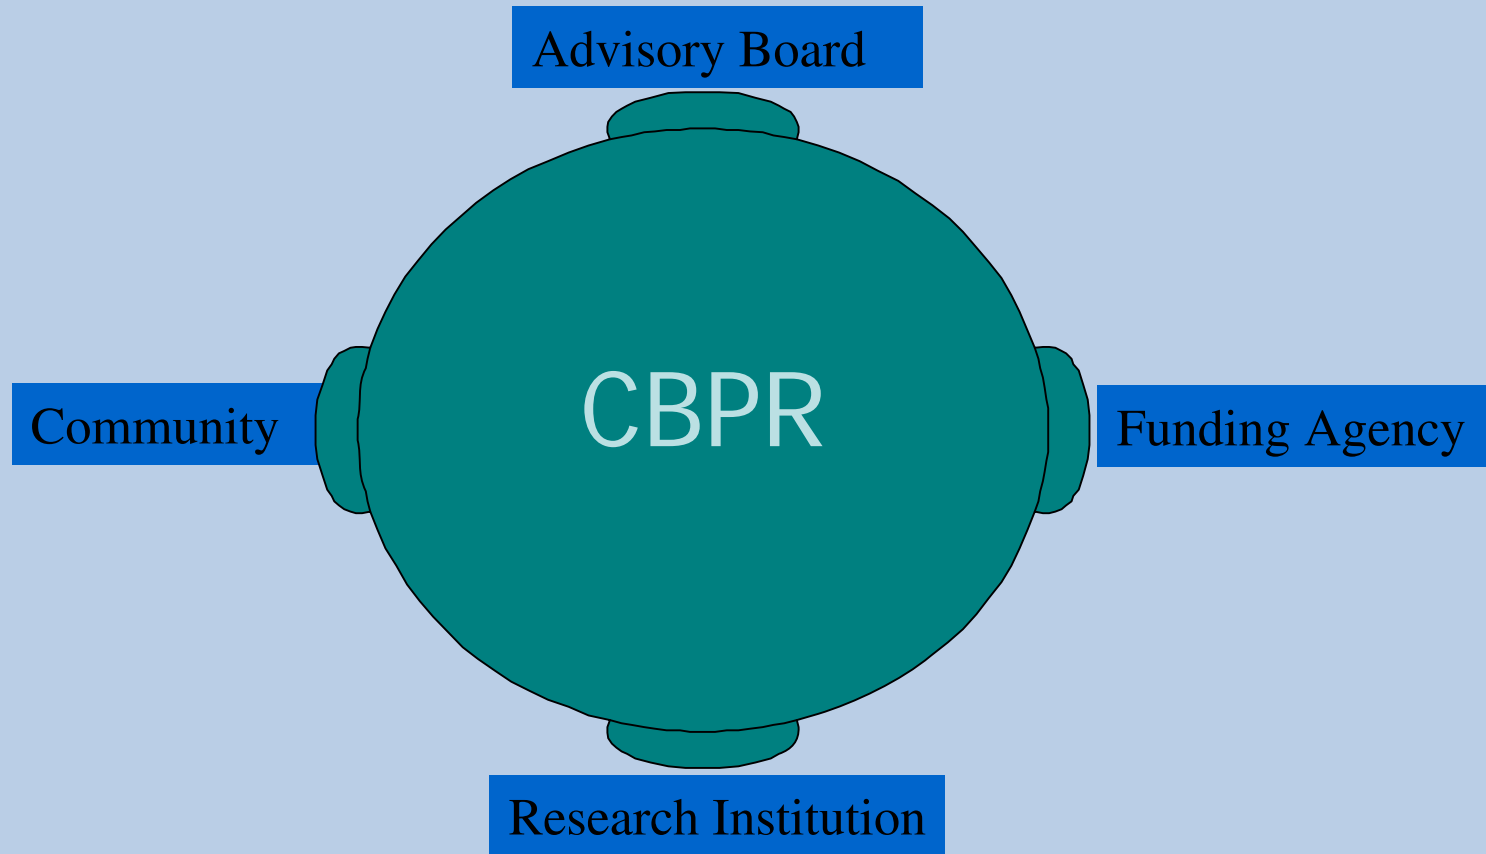 Advisory Board
CBPR
Community
Funding Agency
Research Institution